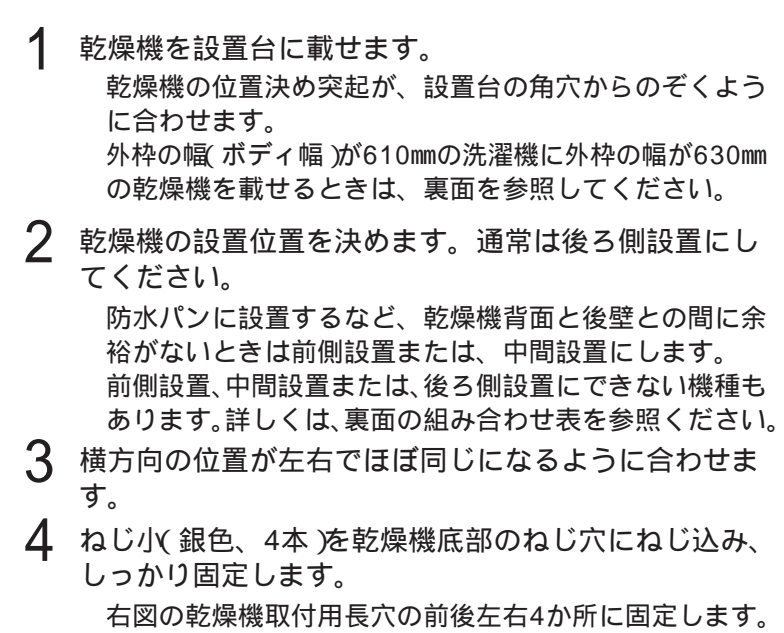 1 乾燥機を設置台に載せます。
乾燥機の位置決め突起が、設置台の角穴からのぞくよう
に合わせます。
外枠の幅(ボディ幅)が610㎜の洗濯機に外枠の幅が630㎜
の乾燥機を載せるときは、裏面を参照してください。
2 乾燥機の設置位置を決めます。通常は後ろ側設置にし
てください。
防水パンに設置するなど、乾燥機背面と後壁との間に余
裕がないときは前側設置または、中間設置にします。
前側設置、中間設置または、後ろ側設置にできない機種も
あります。詳しくは、裏面の組み合わせ表を参照ください。
3 横方向の位置が左右でほぼ同じになるように合わせま
す。
4 ねじ小(銀色、4本)を乾燥機底部のねじ穴にねじ込み、
しっかり固定します。
右図の乾燥機取付用長穴の前後左右4か所に固定します。